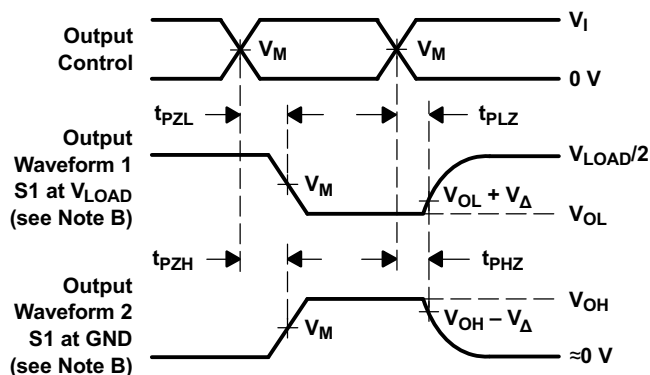 Output
Control
V_M
V_M
V_I
0 V
t_PZL
t_PLZ
Output
Waveform 1
S1 at V_LOAD
(see Note B)
V_M
V_LOAD/2
V_OL + V_Δ
V_OL
t_PZH
t_PHZ
Output
Waveform 2
S1 at GND
(see Note B)
V_M
V_OH
V_OH – V_Δ
≈0 V